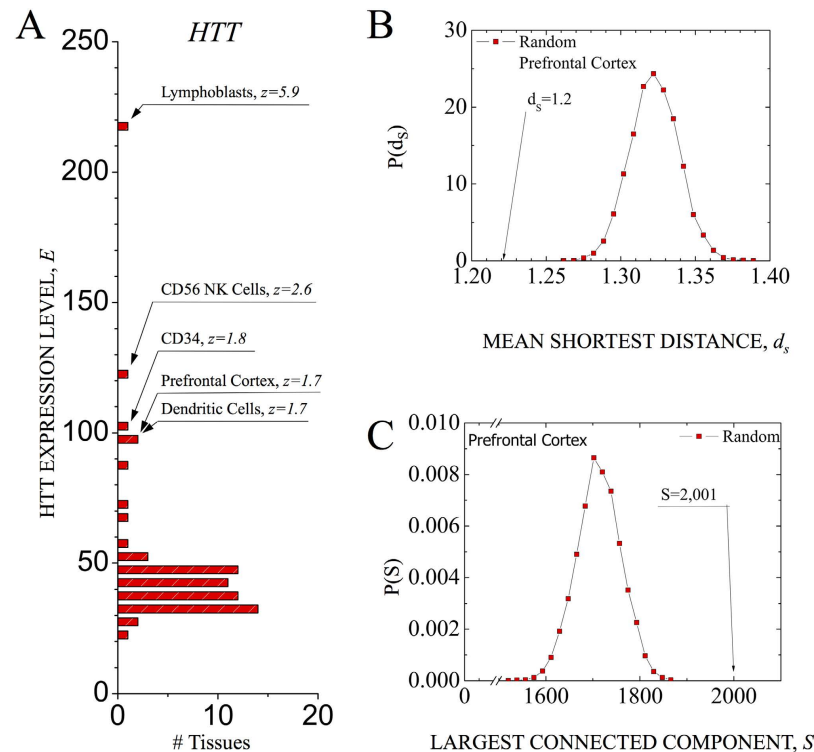 A
HTT
250
200
150
100
50
0
HTT EXPRESSION LEVEL, E
Lymphoblasts, z=5.9
CD56 NK Cells, z=2.6
CD34, z=1.8
Prefrontal Cortex, z=1.7
Dendritic Cells, z=1.7
0 10 20
# Tissues
B
30
20
10
0
P(dS)
Random
Prefrontal Cortex
dS=1.2
1.20 1.25 1.30 1.35 1.40
MEAN SHORTEST DISTANCE, ds
C
0.010
0.008
0.006
0.004
0.002
0.000
P(S)
Prefrontal Cortex
Random
S=2,001
0 1600 1800 2000
LARGEST CONNECTED COMPONENT, S